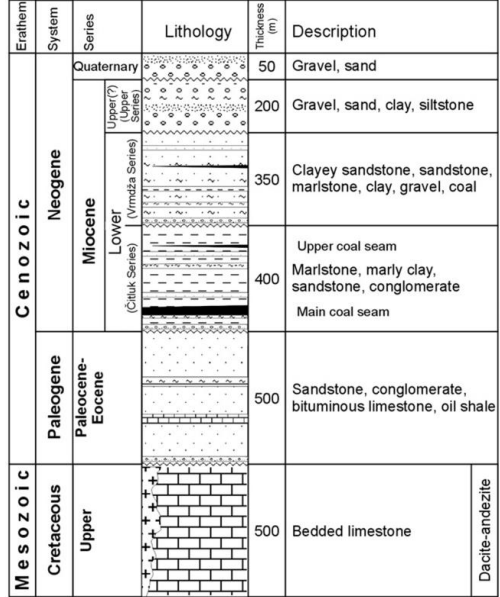 Erathem
System
Series
Lithology
Thickness
(m)
Description
Cenozoic
Neogene
Quaternary
50
Gravel, sand
Miocene
Upper(?)
(Upper
Series)
200
Gravel, sand, clay, siltstone
Lower
(Vrmdža Series)
350
Clayey sandstone, sandstone,
marlstone, clay, gravel, coal
(Čitluk Series)
400
Upper coal seam
Marlstone, marly clay,
sandstone, conglomerate
Main coal seam
Paleogene
Paleocene-
Eocene
500
Sandstone, conglomerate,
bituminous limestone, oil shale
Mesozoic
Cretaceous
Upper
500
Bedded limestone
Dacite-andezite